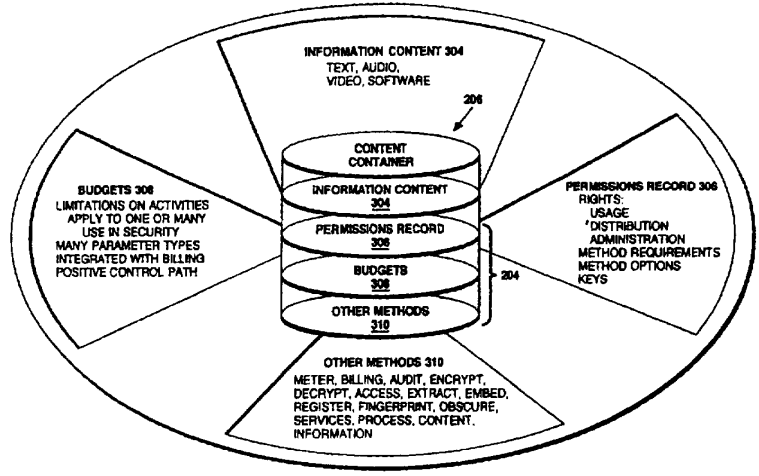 INFORMATION CONTENT 304
TEXT, AUDIO,
VIDEO, SOFTWARE
206
CONTENT
CONTAINER
INFORMATION CONTENT
304
PERMISSIONS RECORD
306
BUDGETS
308
OTHER METHODS
310
204
BUDGETS 308
LIMITATIONS ON ACTIVITIES
APPLY TO ONE OR MANY
USE IN SECURITY
MANY PARAMETER TYPES
INTEGRATED WITH BILLING
POSITIVE CONTROL PATH
PERMISSIONS RECORD 306
RIGHTS:
USAGE
'DISTRIBUTION
ADMINISTRATION
METHOD REQUIREMENTS
METHOD OPTIONS
KEYS
OTHER METHODS 310
METER, BILLING, AUDIT, ENCRYPT,
DECRYPT, ACCESS, EXTRACT, EMBED,
REGISTER, FINGERPRINT, OBSCURE,
SERVICES, PROCESS, CONTENT,
INFORMATION